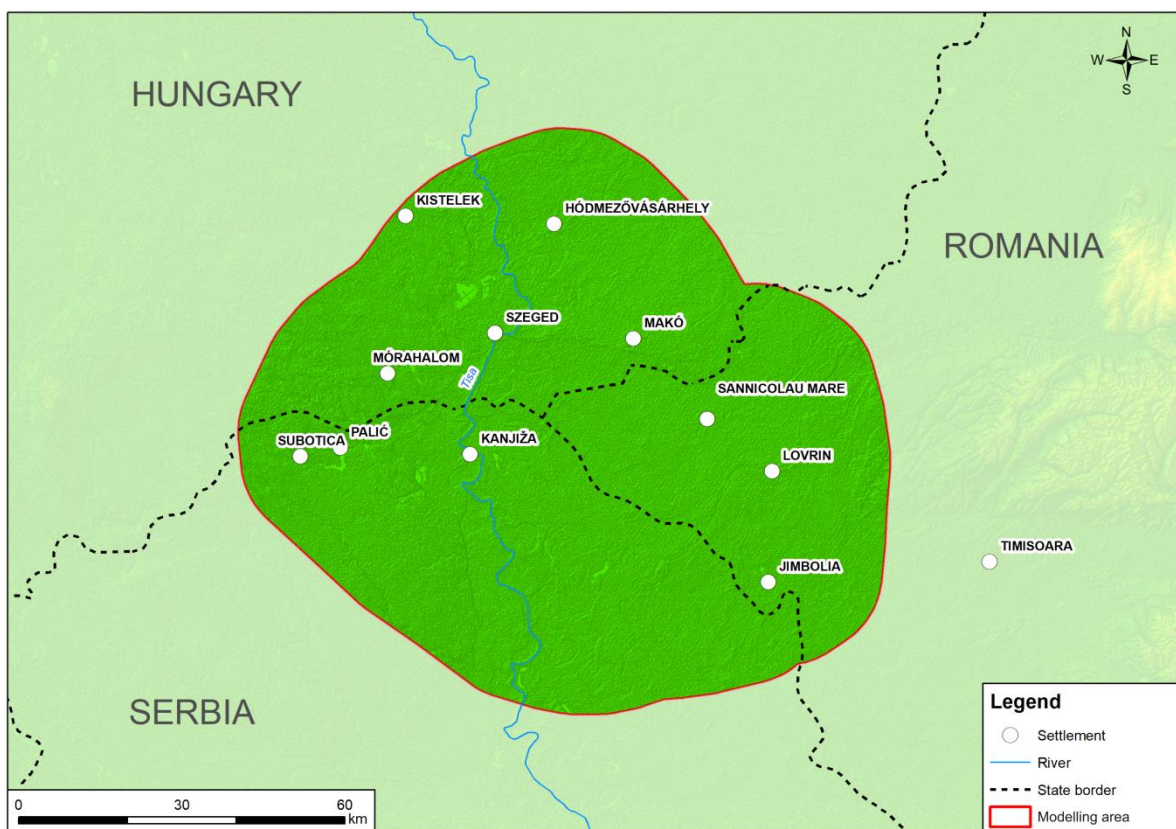 N
W E
S
HUNGARY
ROMANIA
SERBIA
KISTELEK
HÓDMEZŐVÁSÁRHELY
SZEGED
MAKÓ
MÓRAHALOM
Tisa
SANNICOLAU MARE
SUBOTICA
PALIĆ
KANJIŽA
LOVRIN
TIMISOARA
JIMBOLIA
Legend
Settlement
River
State border
Modelling area
0 30 60
km